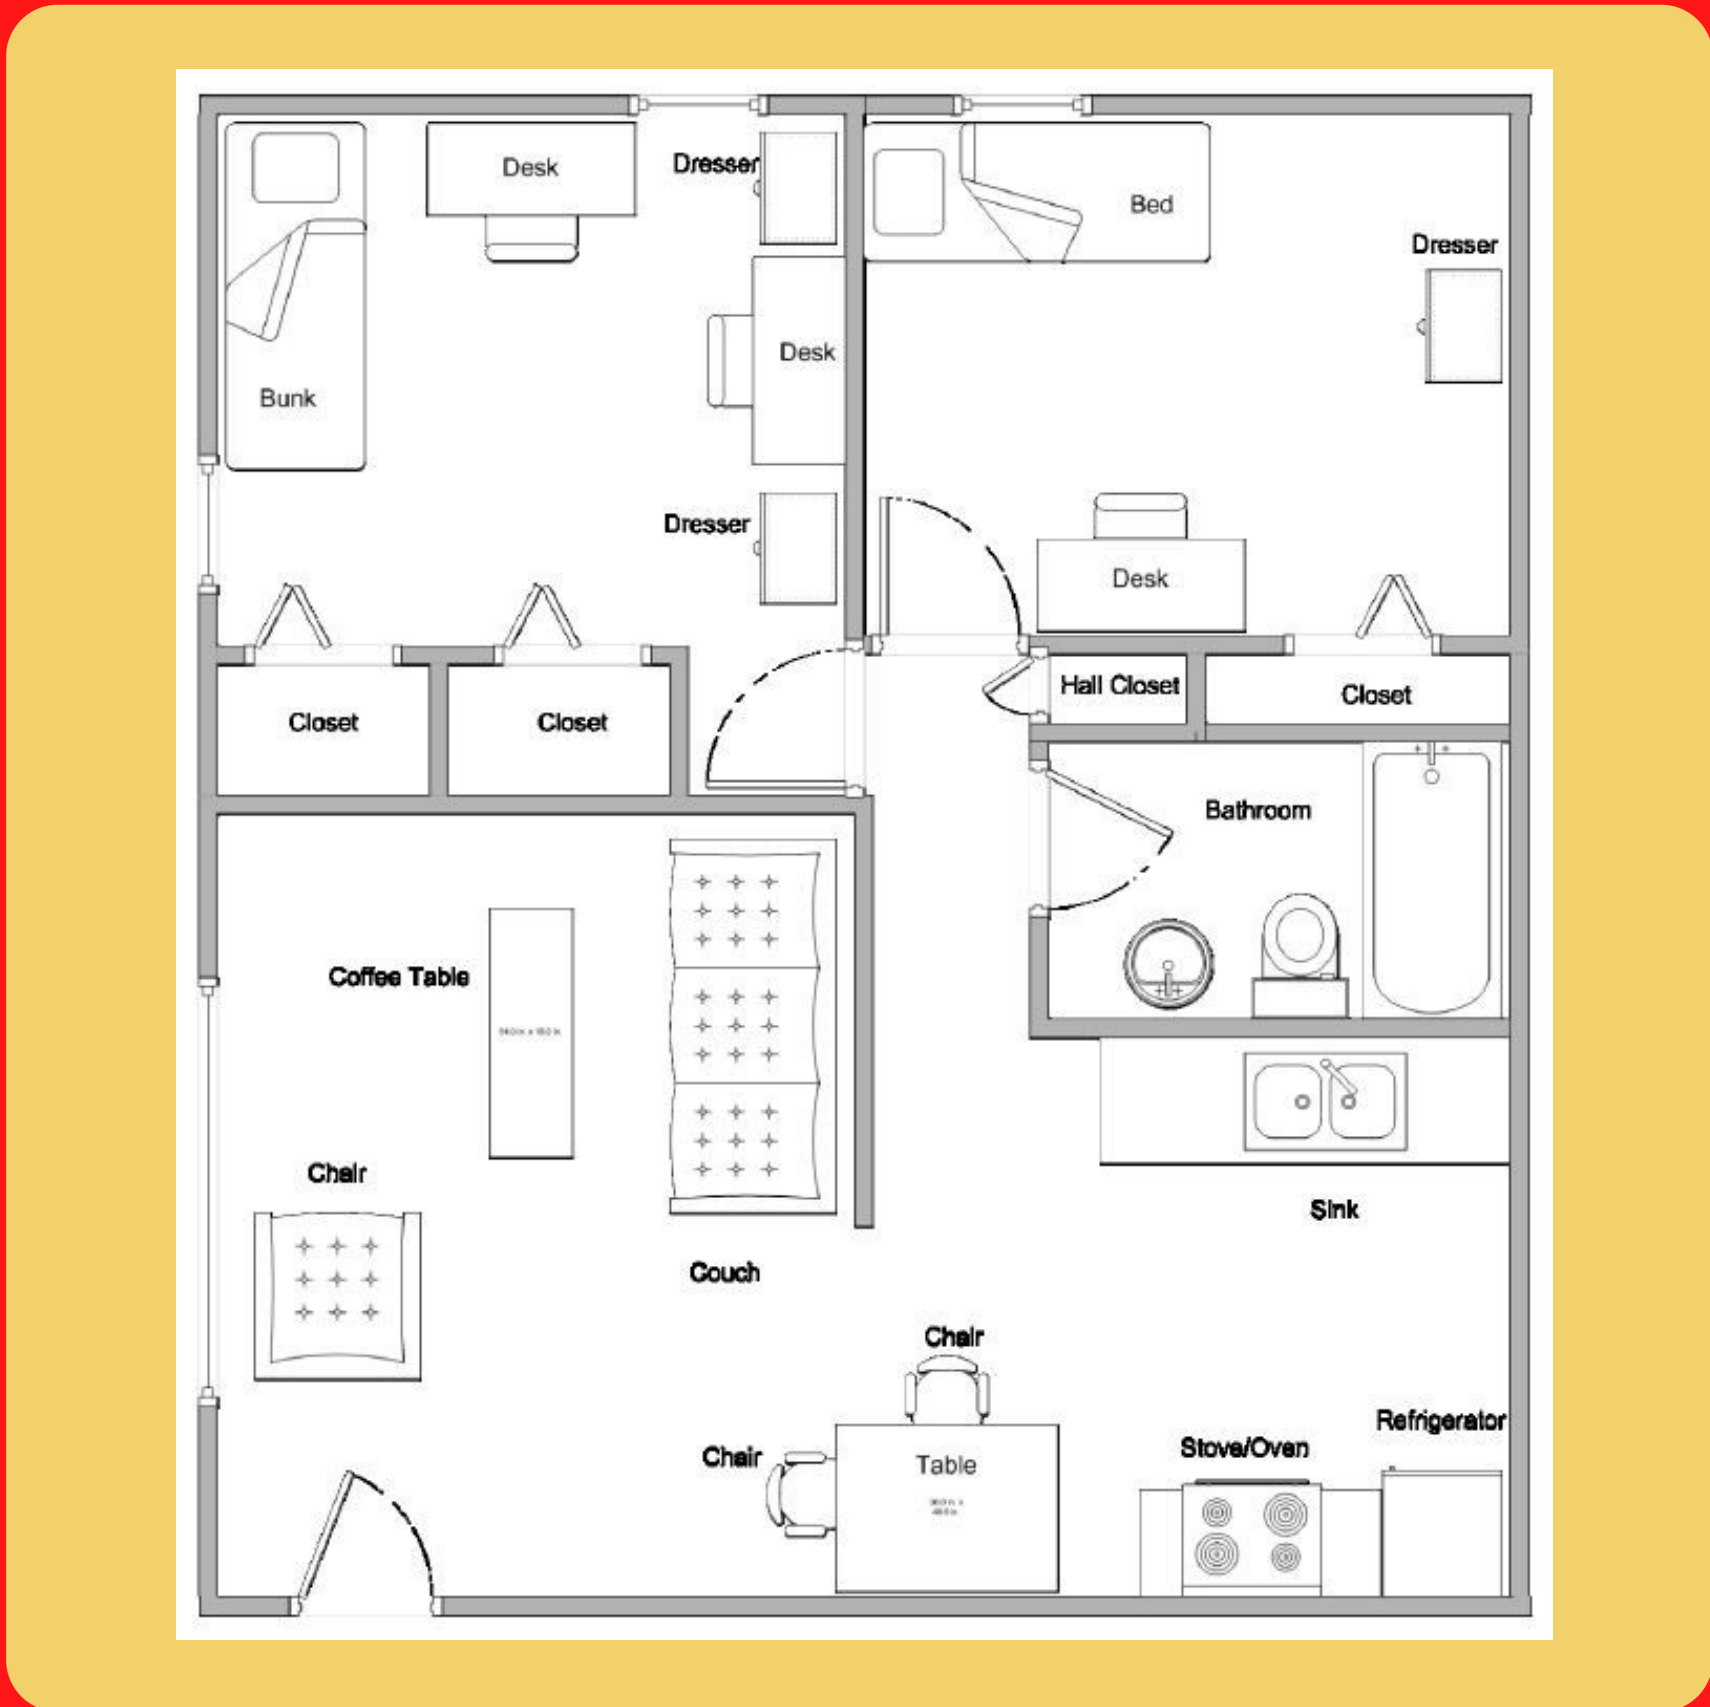 Desk
Dresser
Bed
Dresser
Desk
Bunk
Dresser
Desk
Hall Closet
Closet
Closet
Closet
Bathroom
Coffee Table
Chair
Sink
Couch
Chair
Refrigerator
Stove/Oven
Chair
Table